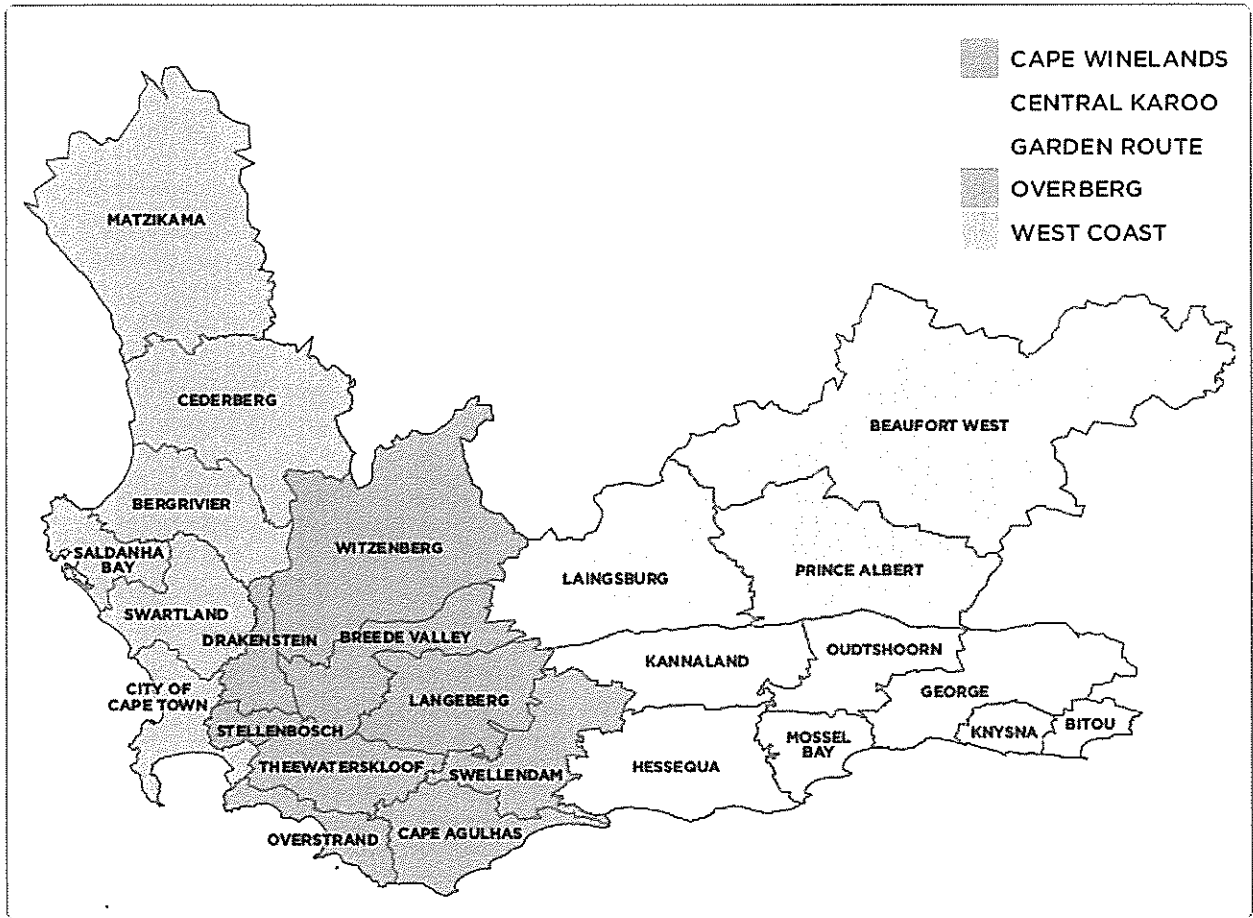 CAPE WINELANDS
CENTRAL KAROO
GARDEN ROUTE
OVERBERG
WEST COAST
MATZIKAMA
CEDERBERG
BEAUFORT WEST
BERGRIVIER
SALDANHA
BAY
WITZENBERG
LAINGSBURG
PRINCE ALBERT
SWARTLAND
DRAKENSTEIN
BREEDE VALLEY
KANNALAND
OUDTSHOORN
CITY OF
CAPE TOWN
LANGEBERG
GEORGE
STELLENBOSCH
MOSSEL
BAY
KNYSNA
BITOU
THEEWATERSKLOOF
SWELLENDAM
HESSEQUA
OVERSTRAND
CAPE AGULHAS